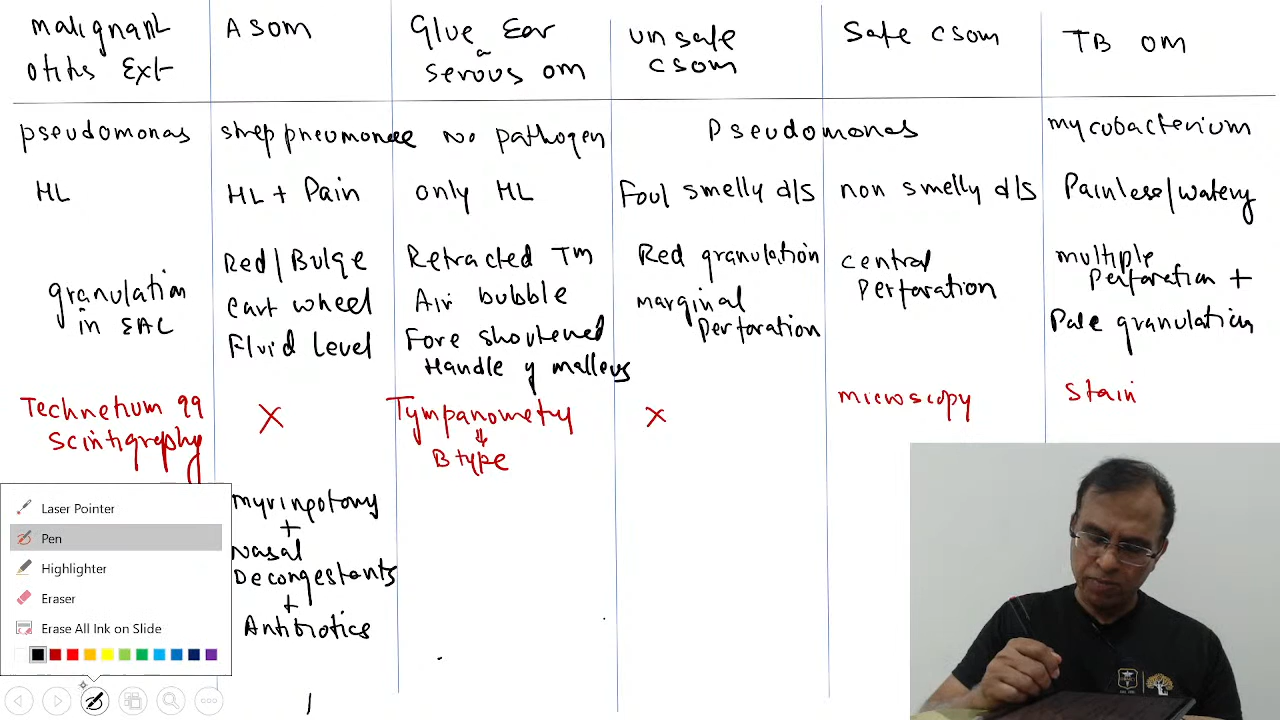 malignant
otitis Ext
ASOM
Glue Ear
or
serous om
unsafe
CSOM
Safe CSOM
TB om
pseudomonas
strep pneumonae
No pathogen
Pseudomonas
mycobacterium
HL
HL + Pain
only HL
Foul smelly d/s
non smelly d/s
Painless/watery
granulation
in EAC
Red/Bulge
cart wheel
Fluid Level
Retracted TM
Air bubble
Fore shortened
Handle of malleus
Red granulation
marginal
Perforation
central
Perforation
multiple
Perforation +
Pale granulation
Technetium 99
Scintigraphy
X
Tympanometry
B type
X
microscopy
Stain
myringotomy
+
Nasal
Decongestants
+
Antibiotics
Laser Pointer
Pen
Highlighter
Eraser
Erase All Ink on Slide